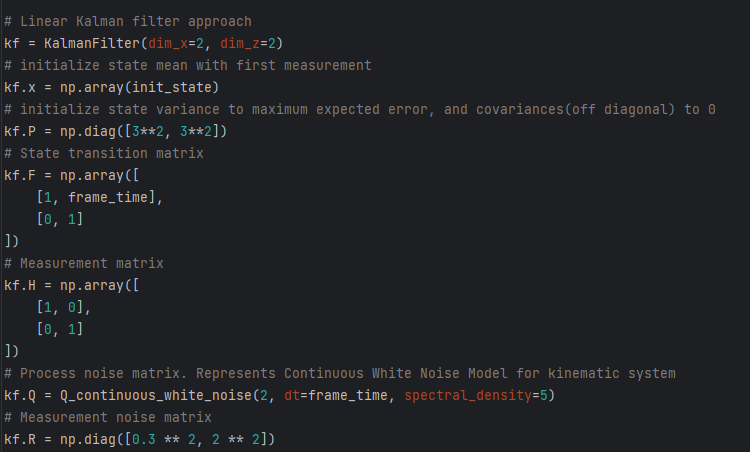 # Linear Kalman filter approach
kf = KalmanFilter(dim_x=2, dim_z=2)
# initialize state mean with first measurement
kf.x = np.array(init_state)
# initialize state variance to maximum expected error, and covariances(off diagonal) to 0
kf.P = np.diag([3**2, 3**2])
# State transition matrix
kf.F = np.array([
    [1, frame_time],
    [0, 1]
])
# Measurement matrix
kf.H = np.array([
    [1, 0],
    [0, 1]
])
# Process noise matrix. Represents Continuous White Noise Model for kinematic system
kf.Q = Q_continuous_white_noise(2, dt=frame_time, spectral_density=5)
# Measurement noise matrix
kf.R = np.diag([0.3 ** 2, 2 ** 2])